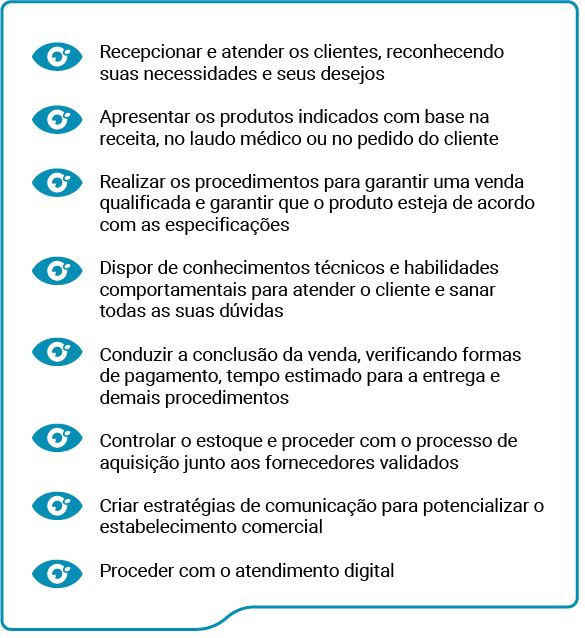 Recepcionar e atender os clientes, reconhecendo
suas necessidades e seus desejos
Apresentar os produtos indicados com base na
receita, no laudo médico ou no pedido do cliente
Realizar os procedimentos para garantir uma venda
qualificada e garantir que o produto esteja de acordo
com as especificações
Dispor de conhecimentos técnicos e habilidades
comportamentais para atender o cliente e sanar
todas as suas dúvidas
Conduzir a conclusão da venda, verificando formas
de pagamento, tempo estimado para a entrega e
demais procedimentos
Controlar o estoque e proceder com o processo de
aquisição junto aos fornecedores validados
Criar estratégias de comunicação para potencializar o
estabelecimento comercial
Proceder com o atendimento digital